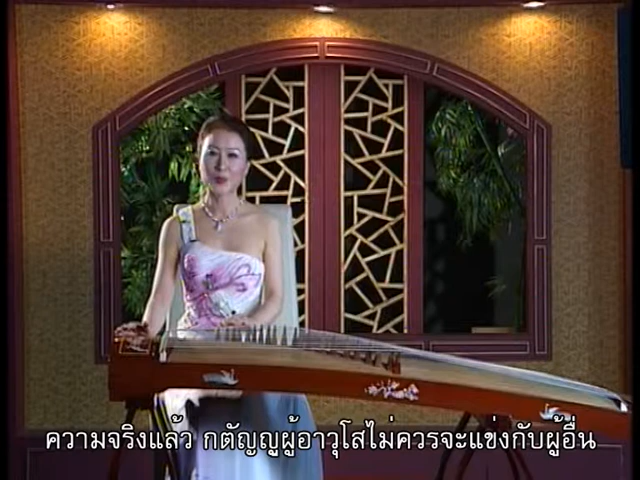 ความจริงแล้ว กตัญญูผู้อาวุโสไม่ควรจะแข่งกับผู้อื่น